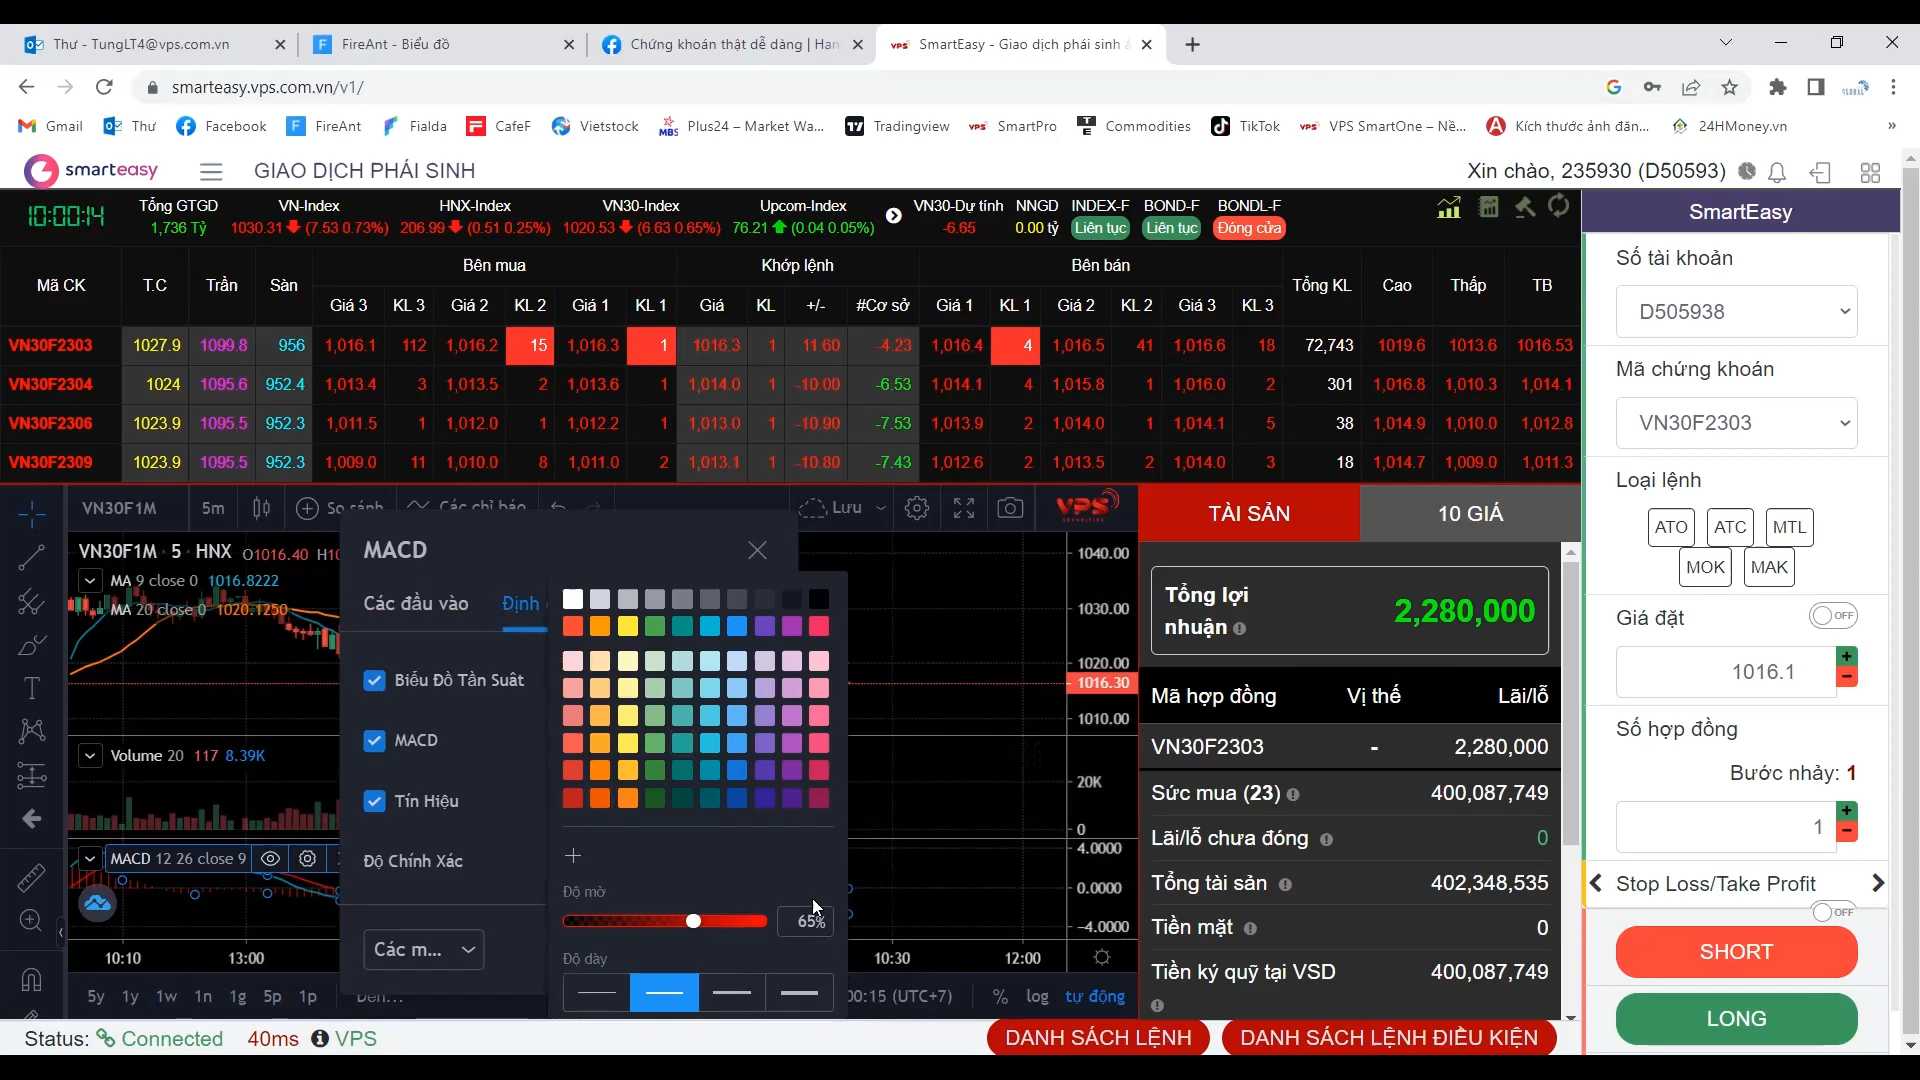 Thư - TungLT4@vps.com.vn
FireAnt - Biểu đồ
Chứng khoán thật dễ dàng | Han
SmartEasy - Giao dịch phái sinh
smarteasy.vps.com.vn/v1/
Gmail Thư Facebook FireAnt Fialda CafeF Vietstock Plus24 – Market Wa... Tradingview SmartPro Commodities TikTok VPS SmartOne – Nề... Kích thước ảnh đăn... 24HMoney.vn »
smarteasy GIAO DỊCH PHÁI SINH Xin chào, 235930 (D50593)
10:00:14
Tổng GTGD VN-Index HNX-Index VN30-Index Upcom-Index VN30-Dự tính NNGD INDEX-F BOND-F BONDL-F
1,736 Tỷ 1030.31 (7.53 0.73%) 206.99 (0.51 0.25%) 1020.53 (6.63 0.65%) 76.21 (0.04 0.05%) -6.65 0.00 tỷ Liên tục Liên tục Đóng cửa
Mã CK T.C Trần Sàn Bên mua Khớp lệnh Bên bán Tổng KL Cao Thấp TB
Giá 3 KL 3 Giá 2 KL 2 Giá 1 KL 1 Giá KL +/- #Cơ sở Giá 1 KL 1 Giá 2 KL 2 Giá 3 KL 3
VN30F2303 1027.9 1099.8 956 1,016.1 112 1,016.2 15 1,016.3 1 1016.3 1 11.60 -4.23 1,016.4 4 1,016.5 41 1,016.6 18 72,743 1019.6 1013.6 1016.53
VN30F2304 1024 1095.6 952.4 1,013.4 3 1,013.5 2 1,013.6 1 1,014.0 1 -10.00 -6.53 1,014.1 4 1,015.8 1 1,016.0 2 301 1,016.8 1,010.3 1,014.1
VN30F2306 1023.9 1095.5 952.3 1,011.5 1 1,012.0 1 1,012.2 1 1,013.0 1 -10.90 -7.53 1,013.9 2 1,014.0 1 1,014.1 5 38 1,014.9 1,010.0 1,012.8
VN30F2309 1023.9 1095.5 952.3 1,009.0 11 1,010.0 8 1,011.0 2 1,013.1 1 -10.80 -7.43 1,012.6 2 1,013.5 2 1,014.0 3 18 1,014.7 1,009.0 1,011.3
VN30F1M 5m So sánh Các chỉ báo Lưu VPS
VN30F1M · 5 · HNX O1016.40
MA 9 close 0 1016.8222
MA 20 close 0 1020.1250
Volume 20 117 8.39K
MACD 12 26 close 9
MACD
Các đầu vào Định
Biểu Đồ Tần Suất
MACD
Tín Hiệu
Độ Chính Xác
Các m...
Độ mờ
65%
Độ dày
1040.00
1030.00
1020.00
1016.30
1010.00
20K
0
4.0000
0.0000
-4.0000
10:10 13:00 10:30 12:00
5y 1y 1w 1n 1g 5p 1p 00:15 (UTC+7) % log tự động
TÀI SẢN 10 GIÁ
Tổng lợi
nhuận 2,280,000
Mã hợp đồng Vị thế Lãi/lỗ
VN30F2303 - 2,280,000
Sức mua (23) 400,087,749
Lãi/lỗ chưa đóng 0
Tổng tài sản 402,348,535
Tiền mặt 0
Tiền ký quỹ tại VSD 400,087,749
SmartEasy
Số tài khoản
D505938
Mã chứng khoán
VN30F2303
Loại lệnh
ATO ATC MTL
MOK MAK
Giá đặt OFF
1016.1
Số hợp đồng
Bước nhảy: 1
1
Stop Loss/Take Profit
OFF
SHORT
LONG
Status: Connected 40ms VPS
DANH SÁCH LỆNH DANH SÁCH LỆNH ĐIỀU KIỆN